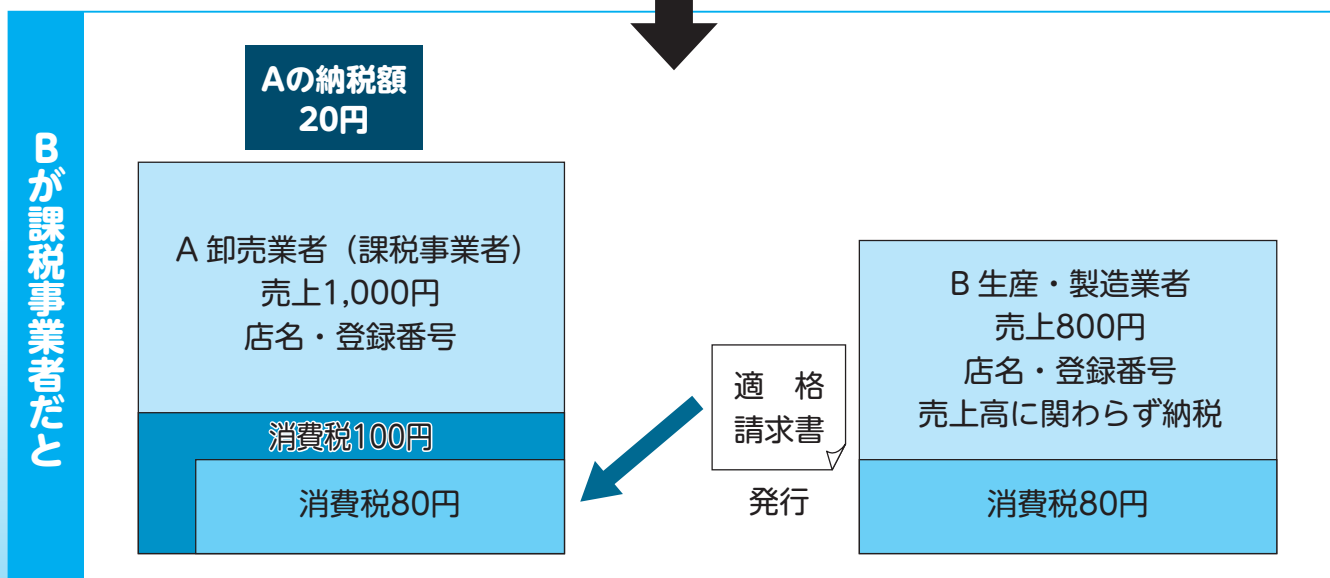 Bが課税事業者だと
Aの納税額
20円
A 卸売業者（課税事業者）
売上1,000円
店名・登録番号
消費税100円
消費税80円
適　格
請求書
発行
B 生産・製造業者
売上800円
店名・登録番号
売上高に関わらず納税
消費税80円